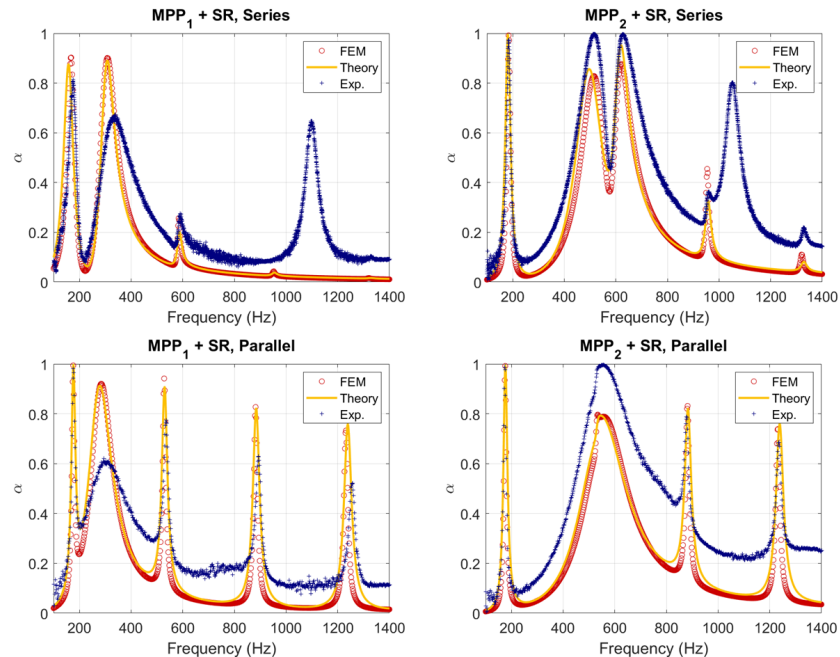 MPP1 + SR, Series
1
0.8
0.6
0.4
0.2
0
α
200 400 600 800 1000 1200 1400
Frequency (Hz)
FEM
Theory
Exp.
MPP2 + SR, Series
1
0.8
0.6
0.4
0.2
0
α
200 400 600 800 1000 1200 1400
Frequency (Hz)
FEM
Theory
Exp.
MPP1 + SR, Parallel
1
0.8
0.6
0.4
0.2
0
α
200 400 600 800 1000 1200 1400
Frequency (Hz)
FEM
Theory
Exp.
MPP2 + SR, Parallel
1
0.8
0.6
0.4
0.2
0
α
200 400 600 800 1000 1200 1400
Frequency (Hz)
FEM
Theory
Exp.